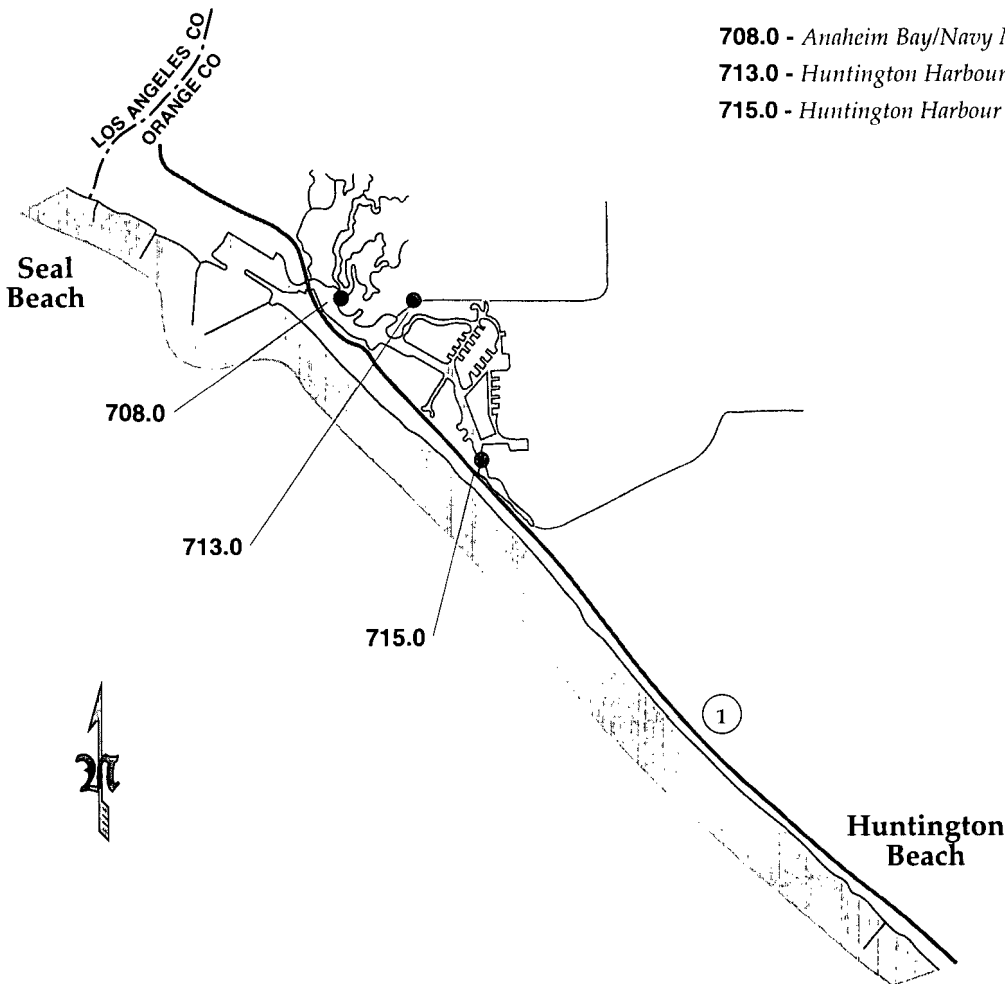 708.0 - Anaheim Bay/Navy
713.0 - Huntington Harbour
715.0 - Huntington Harbour
LOS ANGELES CO
ORANGE CO
Seal
Beach
708.0
713.0
715.0
1
N
Huntington
Beach